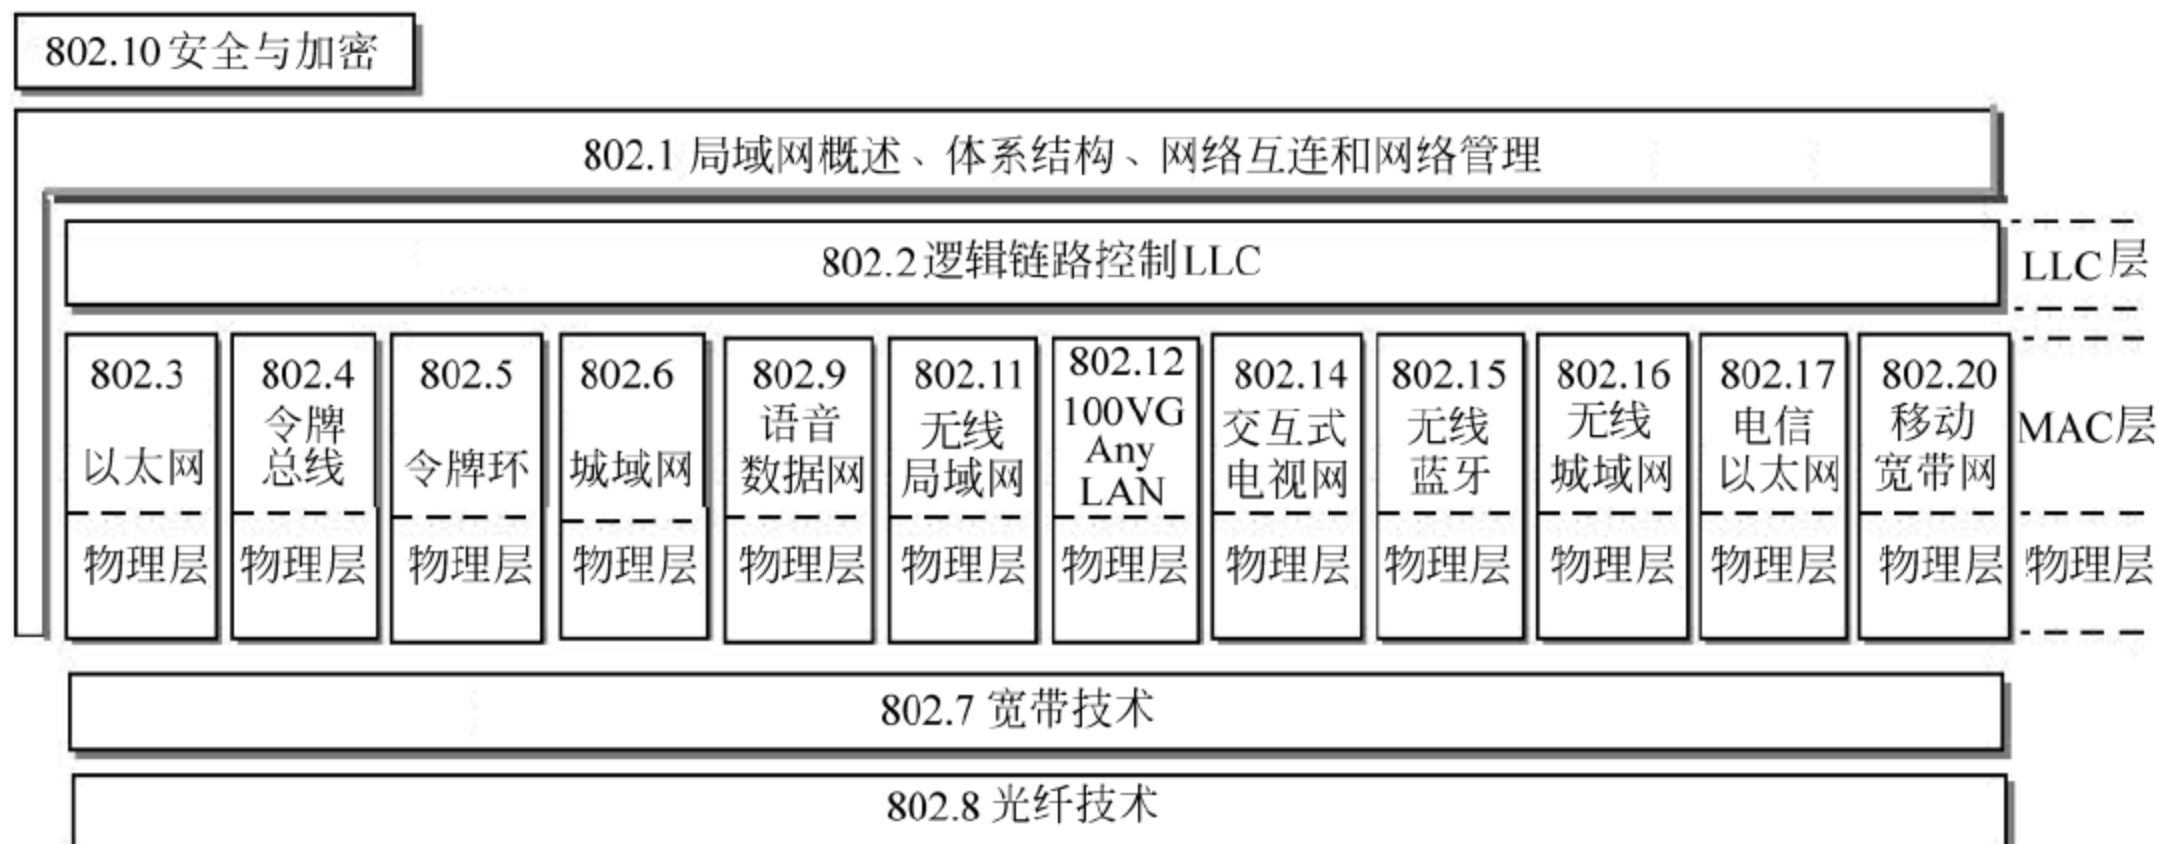 802.10安全与加密
802.1 局域网概述、体系结构、网络互连和网络管理
802.2逻辑链路控制LLC
LLC层
802.3
以太网
物理层
802.4
令牌
总线
物理层
802.5
令牌环
物理层
802.6
城域网
物理层
802.9
语音
数据网
物理层
802.11
无线
局域网
物理层
802.12
100VG
Any
LAN
物理层
802.14
交互式
电视网
物理层
802.15
无线
蓝牙
物理层
802.16
无线
城域网
物理层
802.17
电信
以太网
物理层
802.20
移动
宽带网
物理层
MAC层
物理层
802.7 宽带技术
802.8 光纤技术